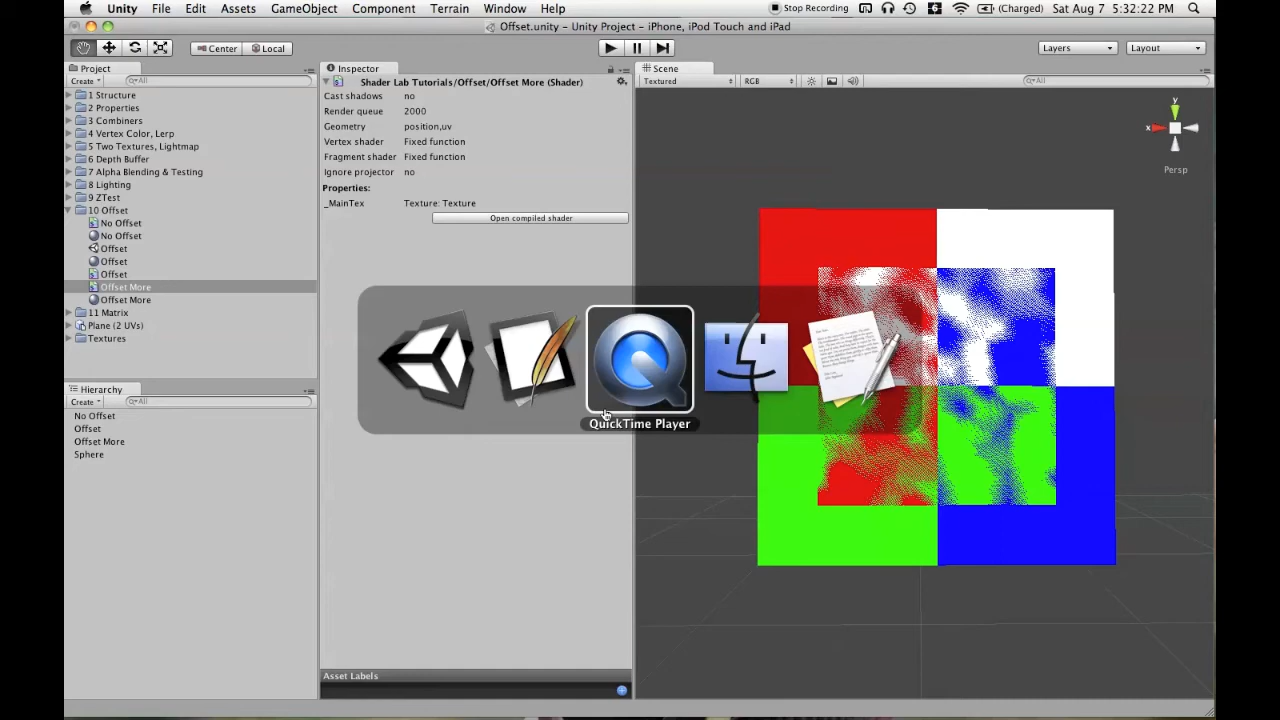 Unity File Edit Assets GameObject Component Terrain Window Help Stop Recording (Charged) Sat Aug 7 5:32:22 PM
Offset.unity – Unity Project – iPhone, iPod Touch and iPad
Center Local Layers Layout
Project
Create All
1 Structure
2 Properties
3 Combiners
4 Vertex Color, Lerp
5 Two Textures, Lightmap
6 Depth Buffer
7 Alpha Blending & Testing
8 Lighting
9 ZTest
10 Offset
No Offset
No Offset
Offset
Offset
Offset
Offset More
Offset More
11 Matrix
Plane (2 UVs)
Textures
Hierarchy
Create All
No Offset
Offset
Offset More
Sphere
Inspector
Shader Lab Tutorials/Offset/Offset More (Shader)
Cast shadows no
Render queue 2000
Geometry position,uv
Vertex shader Fixed function
Fragment shader Fixed function
Ignore projector no
Properties:
_MainTex Texture: Texture
Open compiled shader
Asset Labels
Scene
Textured RGB All
y
x
Persp
QuickTime Player